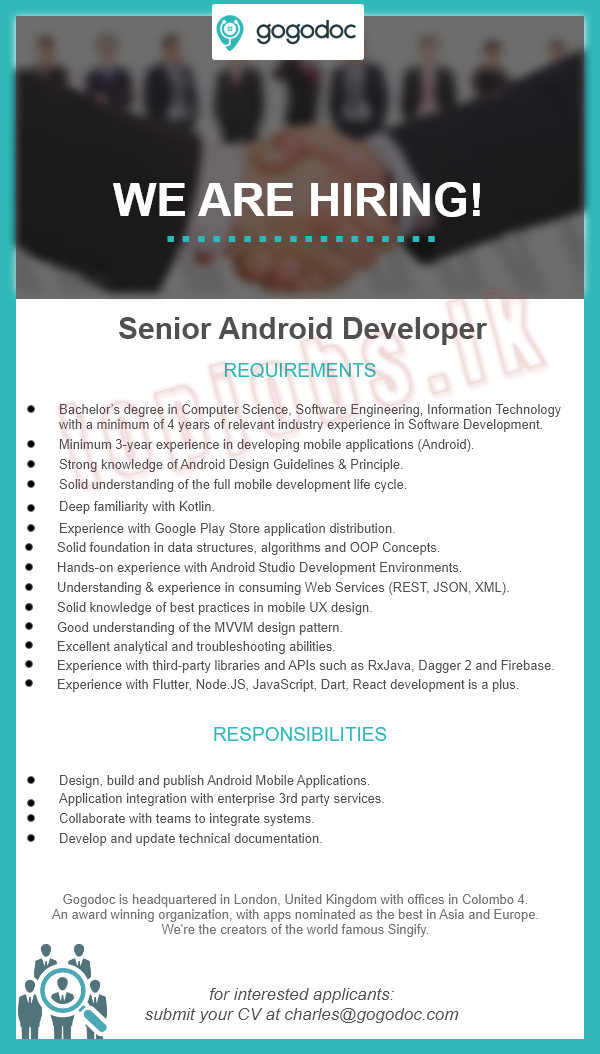 gogodoc
WE ARE HIRING!
Senior Android Developer
REQUIREMENTS
topjobs.lk
Bachelor's degree in Computer Science, Software Engineering, Information Technology
with a minimum of 4 years of relevant industry experience in Software Development.
Minimum 3-year experience in developing mobile applications (Android).
Strong knowledge of Android Design Guidelines & Principle.
Solid understanding of the full mobile development life cycle.
Deep familiarity with Kotlin.
Experience with Google Play Store application distribution.
Solid foundation in data structures, algorithms and OOP Concepts.
Hands-on experience with Android Studio Development Environments.
Understanding & experience in consuming Web Services (REST, JSON, XML).
Solid knowledge of best practices in mobile UX design.
Good understanding of the MVVM design pattern.
Excellent analytical and troubleshooting abilities.
Experience with third-party libraries and APIs such as RxJava, Dagger 2 and Firebase.
Experience with Flutter, Node.JS, JavaScript, Dart, React development is a plus.
RESPONSIBILITIES
Design, build and publish Android Mobile Applications.
Application integration with enterprise 3rd party services.
Collaborate with teams to integrate systems.
Develop and update technical documentation.
Gogodoc is headquartered in London, United Kingdom with offices in Colombo 4.
An award winning organization, with apps nominated as the best in Asia and Europe.
We're the creators of the world famous Singify.
for interested applicants:
submit your CV at charles@gogodoc.com